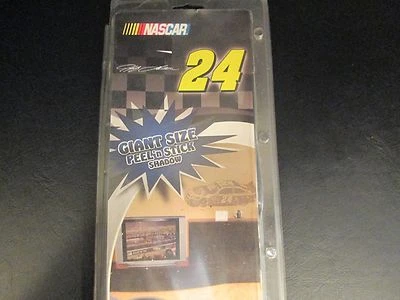 NASCAR
24
GIANT SIZE
PEEL 'n STICK
SHADOW